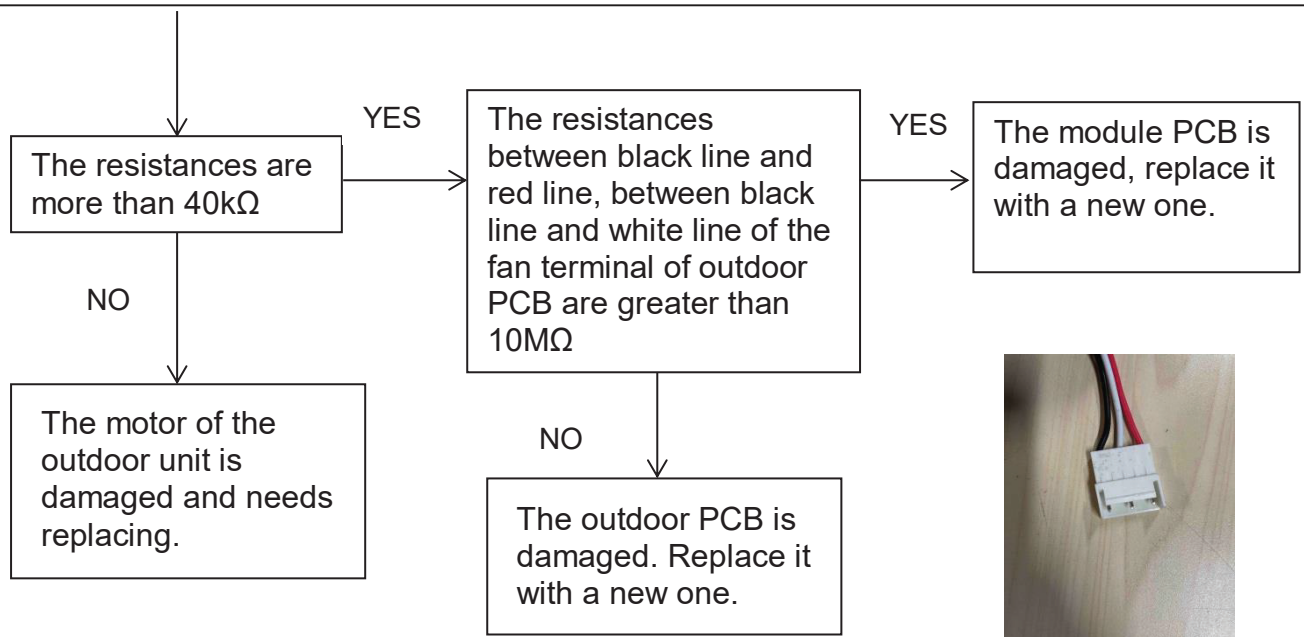 The resistances are
more than 40kΩ
YES
The resistances
between black line and
red line, between black
line and white line of the
fan terminal of outdoor
PCB are greater than
10MΩ
YES
The module PCB is
damaged, replace it
with a new one.
NO
The motor of the
outdoor unit is
damaged and needs
replacing.
NO
The outdoor PCB is
damaged. Replace it
with a new one.